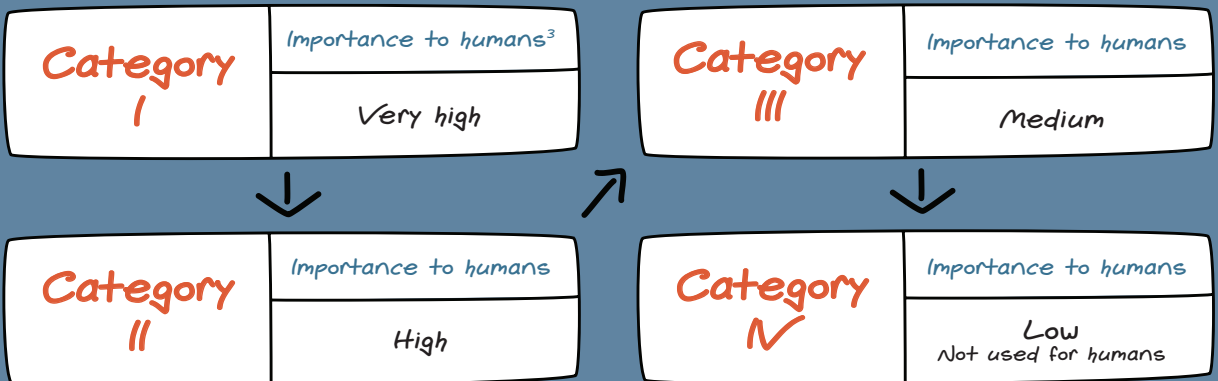 Category
I
Importance to humans³
Very high
Category
II
Importance to humans
High
Category
III
Importance to humans
Medium
Category
IV
Importance to humans
Low
Not used for humans